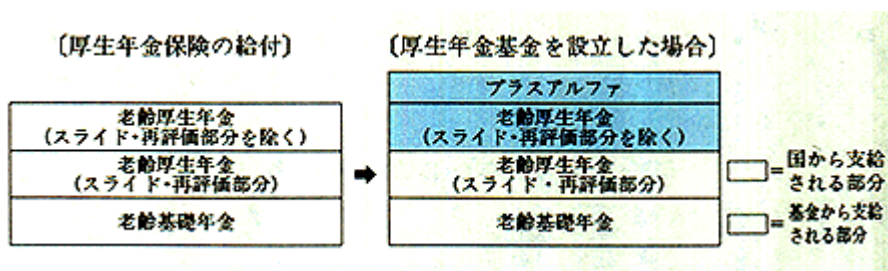 〔厚生年金保険の給付〕
老齢厚生年金
(スライド・再評価部分を除く)
老齢厚生年金
(スライド・再評価部分)
老齢基礎年金
〔厚生年金基金を設立した場合〕
プラスアルファ
老齢厚生年金
(スライド・再評価部分を除く)
老齢厚生年金
(スライド・再評価部分)
老齢基礎年金
=国から支給
される部分
=基金から支給
される部分